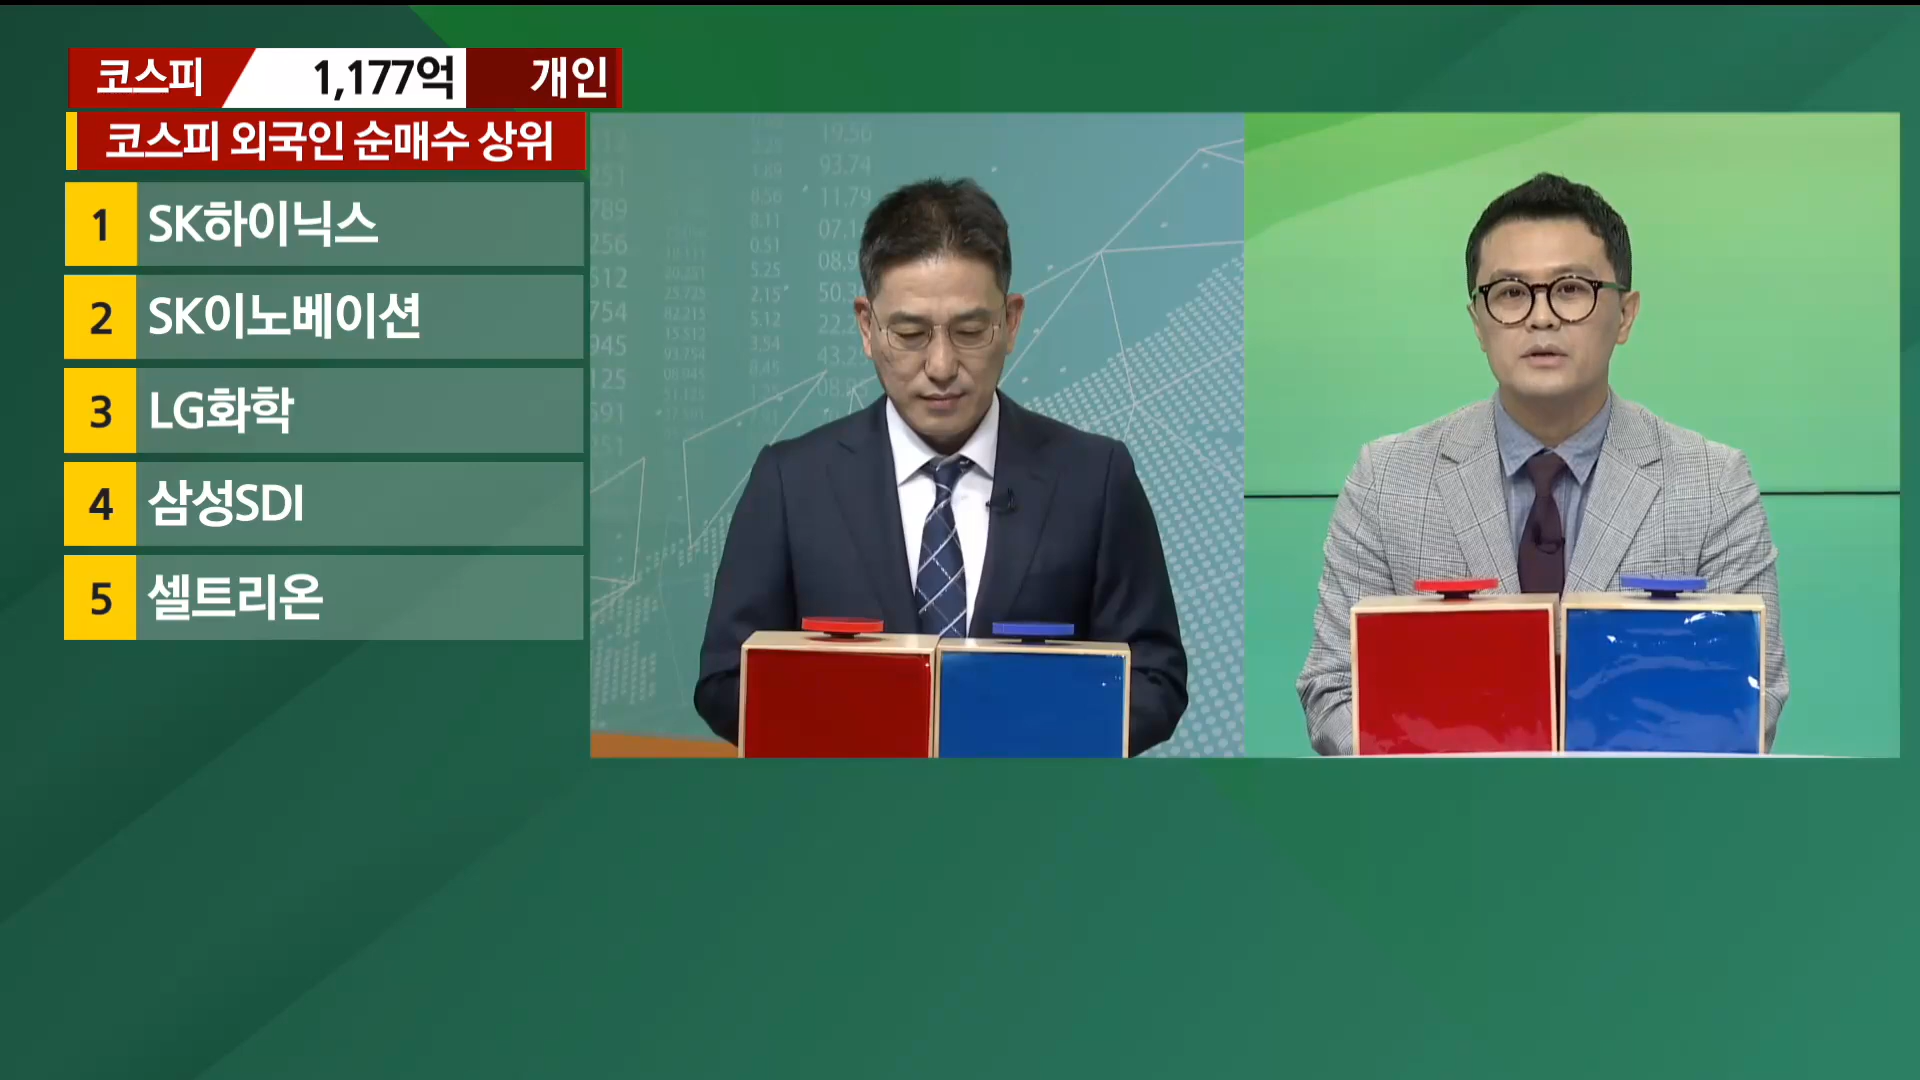 코스피 1,177억 개인
코스피 외국인 순매수 상위
1 SK하이닉스
2 SK이노베이션
3 LG화학
4 삼성SDI
5 셀트리온